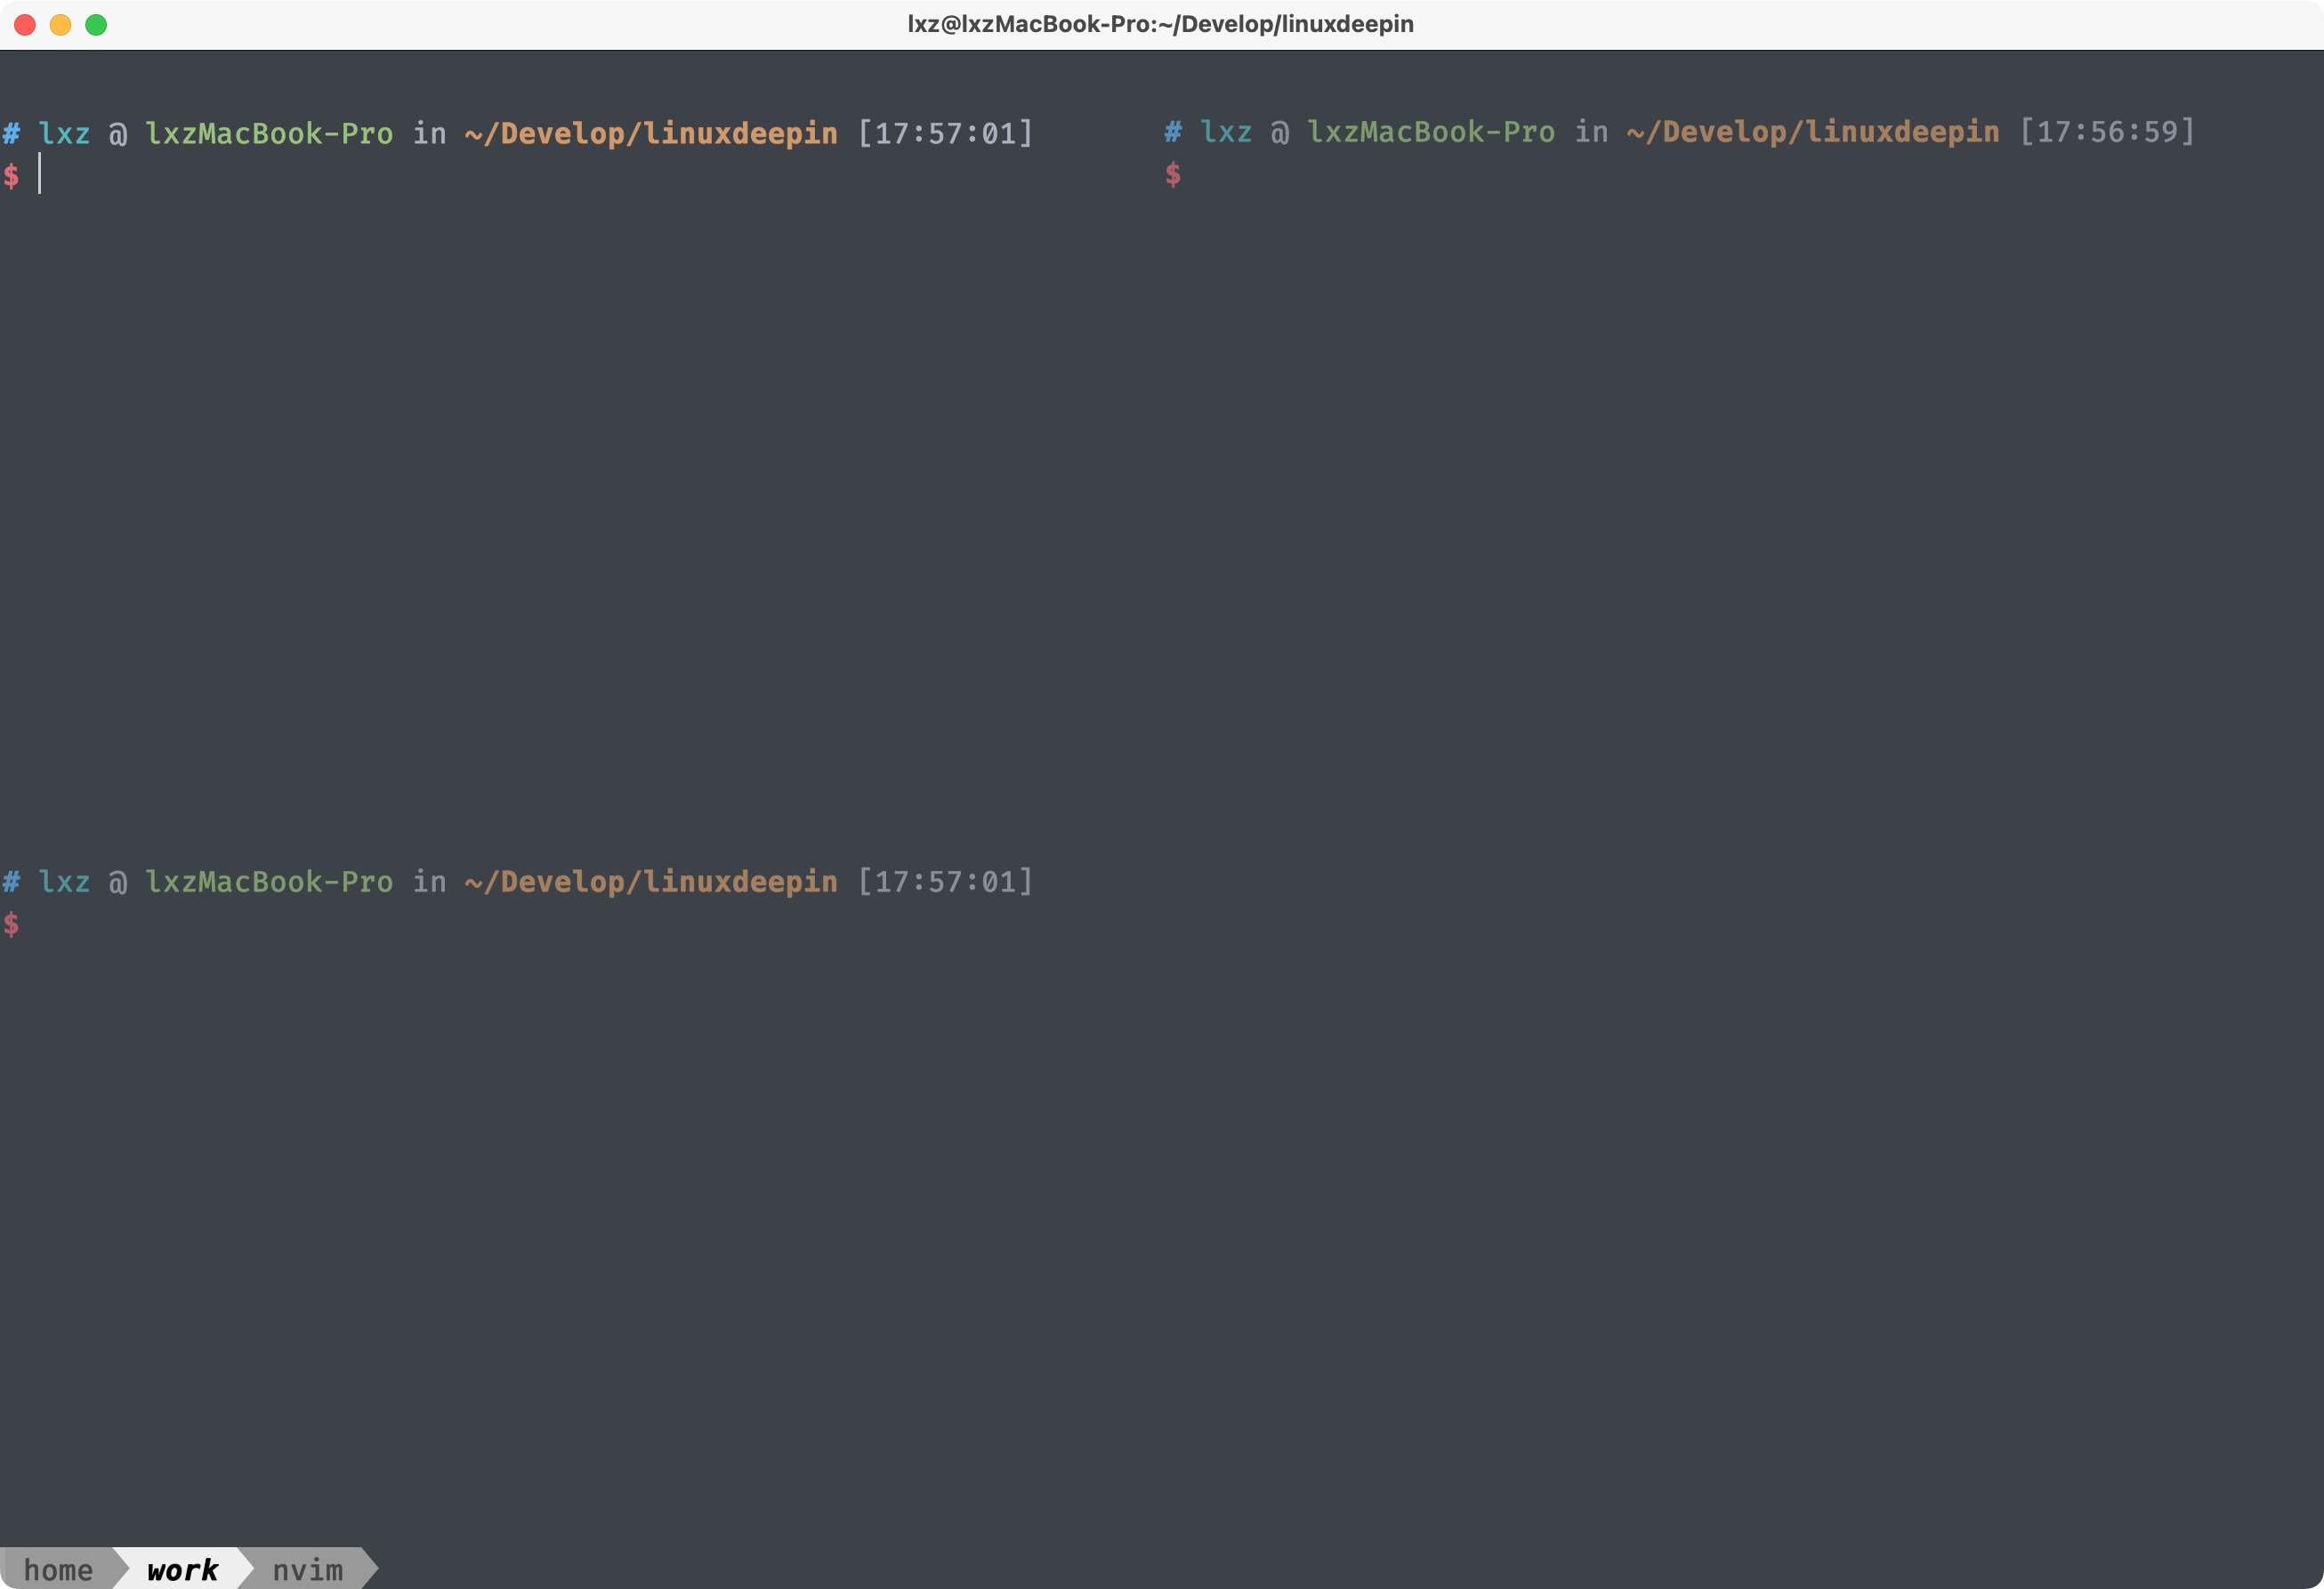 lxz@lxzMacBook-Pro:~/Develop/linuxdeepin
# lxz @ lxzMacBook-Pro in ~/Develop/linuxdeepin [17:57:01]
$
# lxz @ lxzMacBook-Pro in ~/Develop/linuxdeepin [17:56:59]
$
# lxz @ lxzMacBook-Pro in ~/Develop/linuxdeepin [17:57:01]
$
home work nvim